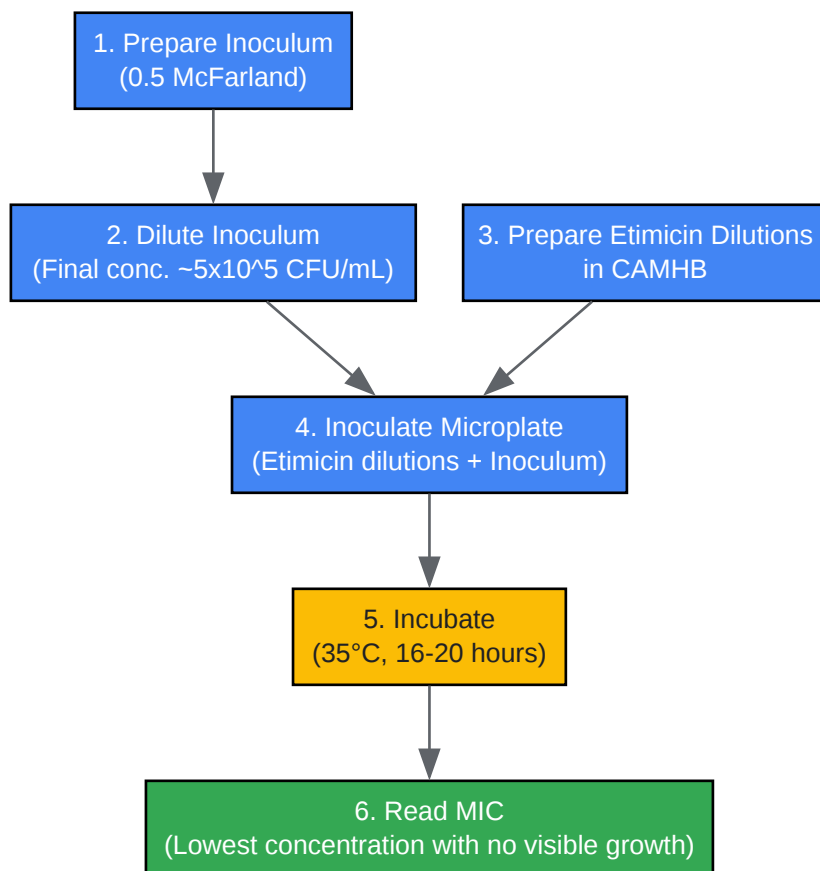 1. Prepare Inoculum
(0.5 McFarland)
2. Dilute Inoculum
(Final conc. ~5x10^5 CFU/mL)
3. Prepare Etimicin Dilutions
in CAMHB
4. Inoculate Microplate
(Etimicin dilutions + Inoculum)
5. Incubate
(35°C, 16-20 hours)
6. Read MIC
(Lowest concentration with no visible growth)